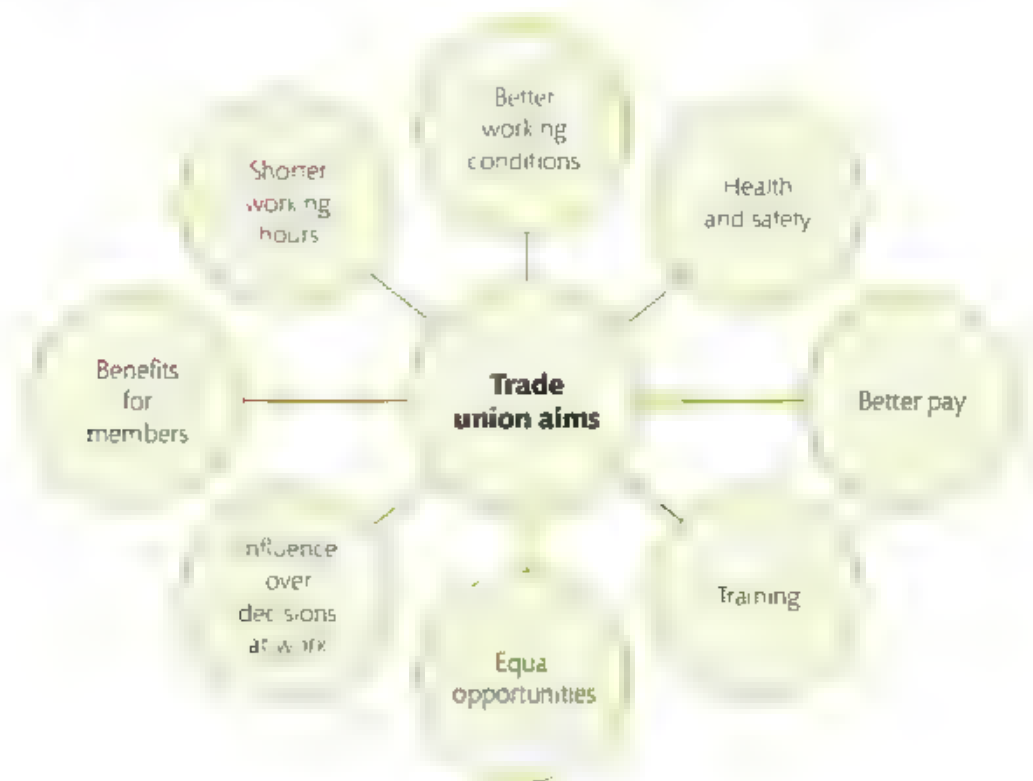 Better
working
conditions
Shorter
working
hours
Health
and safety
Benefits
for
members
Trade
union aims
Better pay
Influence
over
decisions
at work
Training
Equal
opportunities